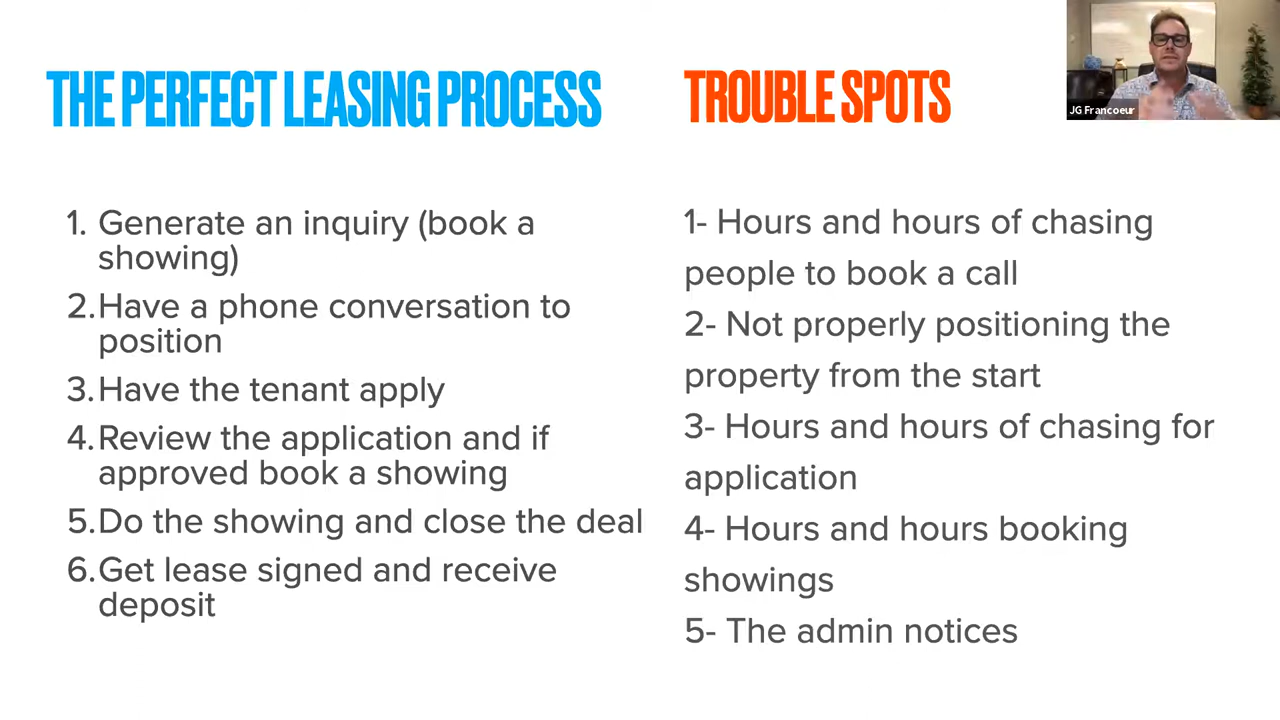 THE PERFECT LEASING PROCESS
1. Generate an inquiry (book a
showing)
2. Have a phone conversation to
position
3. Have the tenant apply
4. Review the application and if
approved book a showing
5. Do the showing and close the deal
6. Get lease signed and receive
deposit
TROUBLE SPOTS
1- Hours and hours of chasing
people to book a call
2- Not properly positioning the
property from the start
3- Hours and hours of chasing for
application
4- Hours and hours booking
showings
5- The admin notices
JG Francoeur